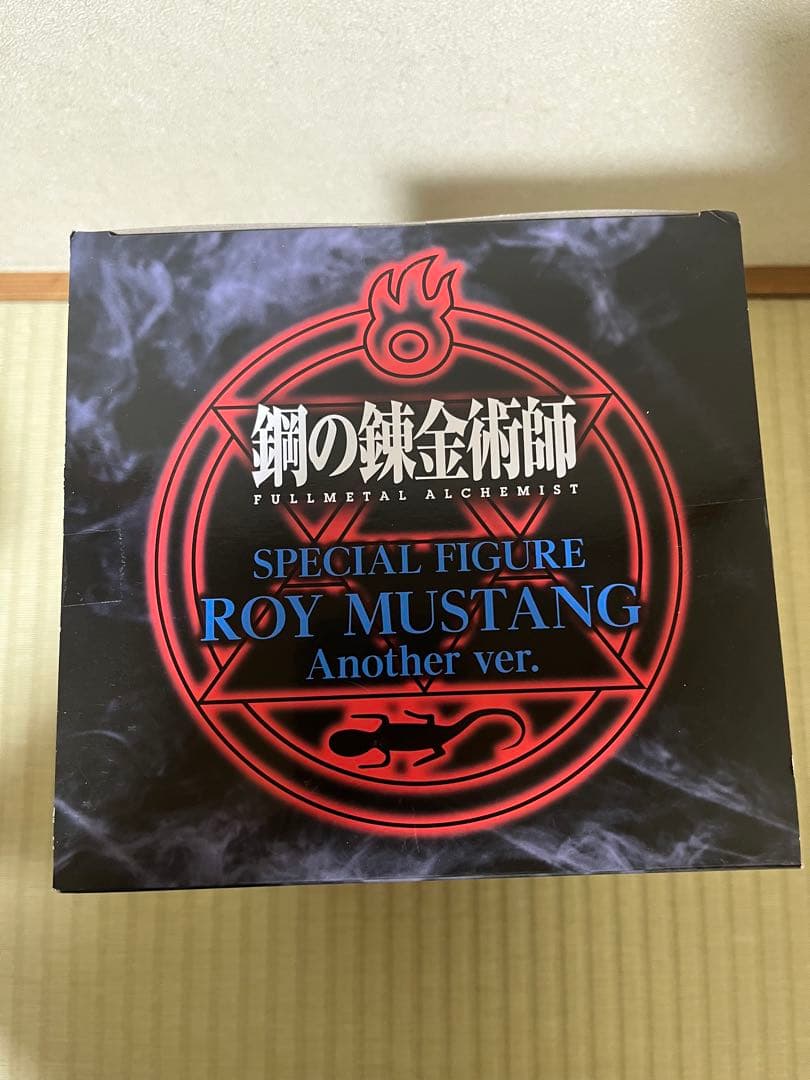 鋼の錬金術師
FULLMETAL ALCHEMIST
SPECIAL FIGURE
ROY MUSTANG
Another ver.